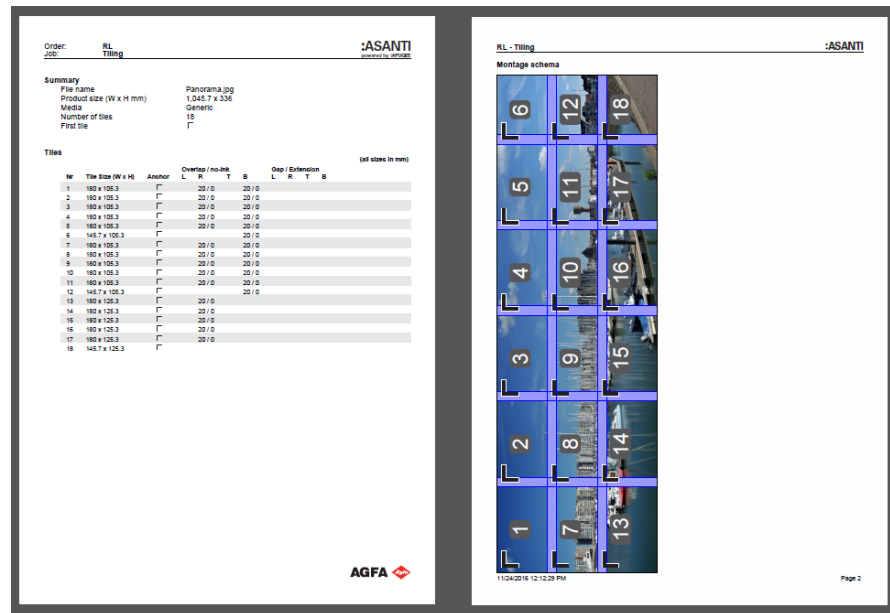 Order: RL
Job: Tiling
:ASANTI
powered by :APOGEE
Summary
File name Panorama.jpg
Product size (W x H mm) 1,045.7 x 336
Media Generic
Number of tiles 18
First tile
Tiles
(all sizes in mm)
Overlap / no-ink Gap / Extension
Nr Tile Size (W x H) Anchor L R T B L R T B
1 180 x 105.3 20 / 0 20 / 0
2 180 x 105.3 20 / 0 20 / 0
3 180 x 105.3 20 / 0 20 / 0
4 180 x 105.3 20 / 0 20 / 0
5 180 x 105.3 20 / 0 20 / 0
6 145.7 x 105.3 20 / 0
7 180 x 105.3 20 / 0 20 / 0
8 180 x 105.3 20 / 0 20 / 0
9 180 x 105.3 20 / 0 20 / 0
10 180 x 105.3 20 / 0 20 / 0
11 180 x 105.3 20 / 0 20 / 0
12 145.7 x 105.3 20 / 0
13 180 x 125.3 20 / 0
14 180 x 125.3 20 / 0
15 180 x 125.3 20 / 0
16 180 x 125.3 20 / 0
17 180 x 125.3 20 / 0
18 145.7 x 125.3
AGFA
RL - Tiling
:ASANTI
Montage schema
6 12 18
5 11 17
4 10 16
3 9 15
2 8 14
1 7 13
11/24/2016 12:12:29 PM
Page 2